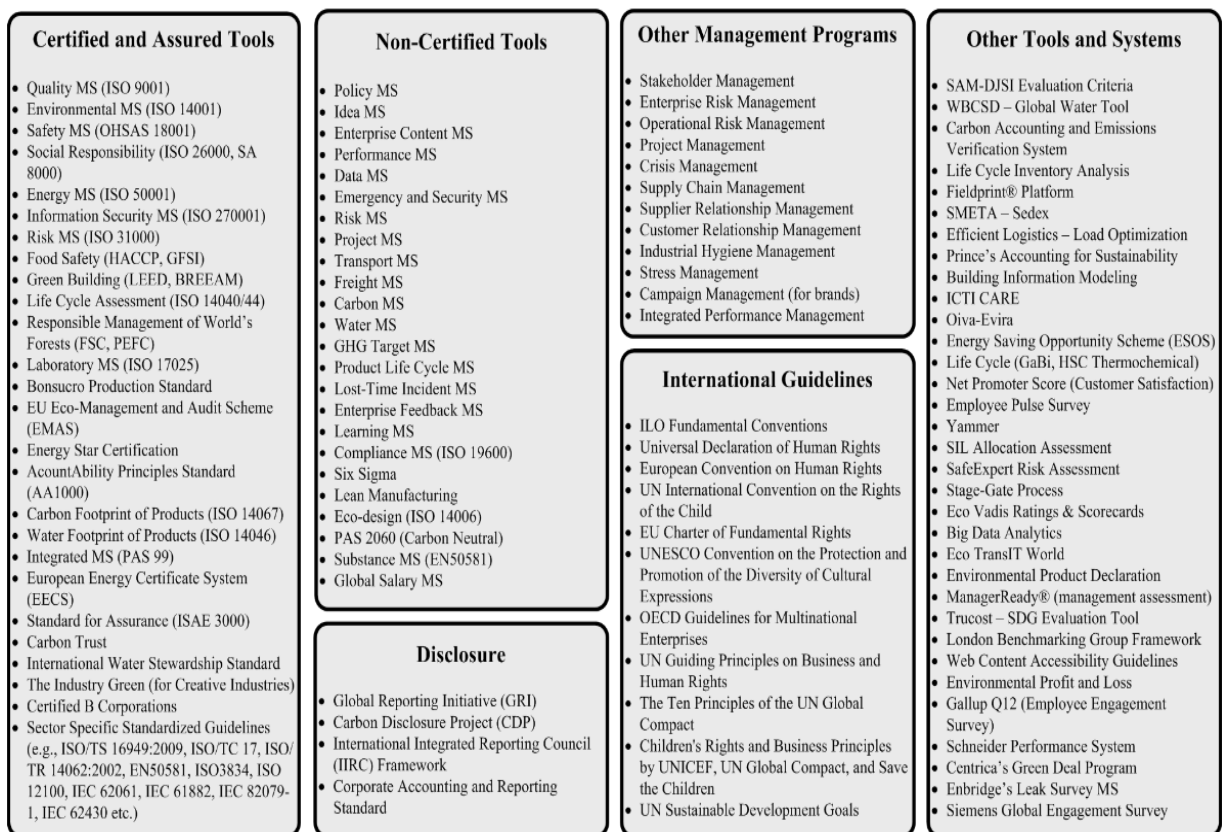 Certified and Assured Tools
• Quality MS (ISO 9001)
• Environmental MS (ISO 14001)
• Safety MS (OHSAS 18001)
• Social Responsibility (ISO 26000, SA
8000)
• Energy MS (ISO 50001)
• Information Security MS (ISO 270001)
• Risk MS (ISO 31000)
• Food Safety (HACCP, GFSI)
• Green Building (LEED, BREEAM)
• Life Cycle Assessment (ISO 14040/44)
• Responsible Management of World's
Forests (FSC, PEFC)
• Laboratory MS (ISO 17025)
• Bonsucro Production Standard
• EU Eco-Management and Audit Scheme
(EMAS)
• Energy Star Certification
• AcountAbility Principles Standard
(AA1000)
• Carbon Footprint of Products (ISO 14067)
• Water Footprint of Products (ISO 14046)
• Integrated MS (PAS 99)
• European Energy Certificate System
(EECS)
• Standard for Assurance (ISAE 3000)
• Carbon Trust
• International Water Stewardship Standard
• The Industry Green (for Creative Industries)
• Certified B Corporations
• Sector Specific Standardized Guidelines
(e.g., ISO/TS 16949:2009, ISO/TC 17, ISO/
TR 14062:2002, EN50581, ISO3834, ISO
12100, IEC 62061, IEC 61882, IEC 82079-
1, IEC 62430 etc.)
Non-Certified Tools
• Policy MS
• Idea MS
• Enterprise Content MS
• Performance MS
• Data MS
• Emergency and Security MS
• Risk MS
• Project MS
• Transport MS
• Freight MS
• Carbon MS
• Water MS
• GHG Target MS
• Product Life Cycle MS
• Lost-Time Incident MS
• Enterprise Feedback MS
• Learning MS
• Compliance MS (ISO 19600)
• Six Sigma
• Lean Manufacturing
• Eco-design (ISO 14006)
• PAS 2060 (Carbon Neutral)
• Substance MS (EN50581)
• Global Salary MS
Disclosure
• Global Reporting Initiative (GRI)
• Carbon Disclosure Project (CDP)
• International Integrated Reporting Council
(IIRC) Framework
• Corporate Accounting and Reporting
Standard
Other Management Programs
• Stakeholder Management
• Enterprise Risk Management
• Operational Risk Management
• Project Management
• Crisis Management
• Supply Chain Management
• Supplier Relationship Management
• Customer Relationship Management
• Industrial Hygiene Management
• Stress Management
• Campaign Management (for brands)
• Integrated Performance Management
International Guidelines
• ILO Fundamental Conventions
• Universal Declaration of Human Rights
• European Convention on Human Rights
• UN International Convention on the Rights
of the Child
• EU Charter of Fundamental Rights
• UNESCO Convention on the Protection and
Promotion of the Diversity of Cultural
Expressions
• OECD Guidelines for Multinational
Enterprises
• UN Guiding Principles on Business and
Human Rights
• The Ten Principles of the UN Global
Compact
• Children's Rights and Business Principles
by UNICEF, UN Global Compact, and Save
the Children
• UN Sustainable Development Goals
Other Tools and Systems
• SAM-DJSI Evaluation Criteria
• WBCSD – Global Water Tool
• Carbon Accounting and Emissions
Verification System
• Life Cycle Inventory Analysis
• Fieldprint® Platform
• SMETA – Sedex
• Efficient Logistics – Load Optimization
• Prince's Accounting for Sustainability
• Building Information Modeling
• ICTI CARE
• Oiva-Evira
• Energy Saving Opportunity Scheme (ESOS)
• Life Cycle (GaBi, HSC Thermochemical)
• Net Promoter Score (Customer Satisfaction)
• Employee Pulse Survey
• Yammer
• SIL Allocation Assessment
• SafeExpert Risk Assessment
• Stage-Gate Process
• Eco Vadis Ratings & Scorecards
• Big Data Analytics
• Eco TransIT World
• Environmental Product Declaration
• ManagerReady® (management assessment)
• Trucost – SDG Evaluation Tool
• London Benchmarking Group Framework
• Web Content Accessibility Guidelines
• Environmental Profit and Loss
• Gallup Q12 (Employee Engagement
Survey)
• Schneider Performance System
• Centrica's Green Deal Program
• Enbridge's Leak Survey MS
• Siemens Global Engagement Survey